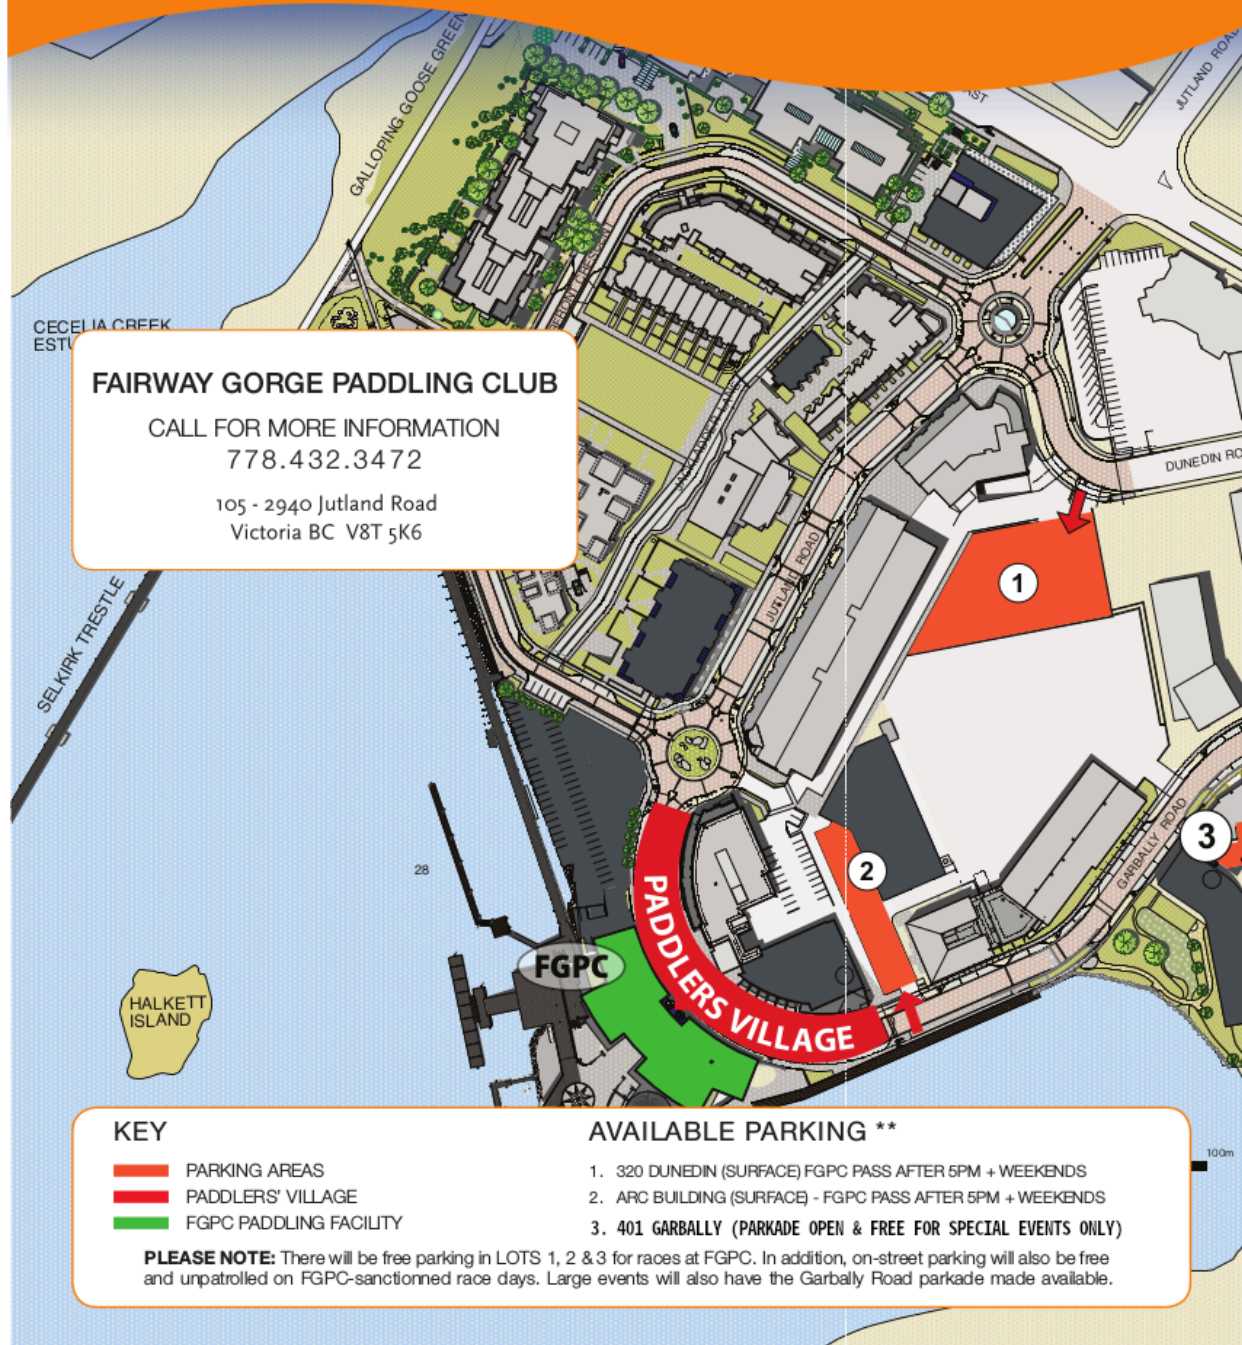 GALLOPING GOOSE GREEN
JUTLAND ROAD
CECELIA CREEK
FAIRWAY GORGE PADDLING CLUB
CALL FOR MORE INFORMATION
778.432.3472
105 - 2940 Jutland Road
Victoria BC V8T 5K6
DUNEDIN
1
JUTLAND ROAD
SELKIRK TRESTLE
GARBALLY ROAD
3
2
28
PADDLERS VILLAGE
FGPC
HALKETT
ISLAND
KEY
PARKING AREAS
PADDLERS' VILLAGE
FGPC PADDLING FACILITY
AVAILABLE PARKING **
1. 320 DUNEDIN (SURFACE) FGPC PASS AFTER 5PM + WEEKENDS
2. ARC BUILDING (SURFACE) - FGPC PASS AFTER 5PM + WEEKENDS
3. 401 GARBALLY (PARKADE OPEN & FREE FOR SPECIAL EVENTS ONLY)
100m
PLEASE NOTE: There will be free parking in LOTS 1, 2 & 3 for races at FGPC. In addition, on-street parking will also be free
and unpatrolled on FGPC-sanctionned race days. Large events will also have the Garbally Road parkade made available.